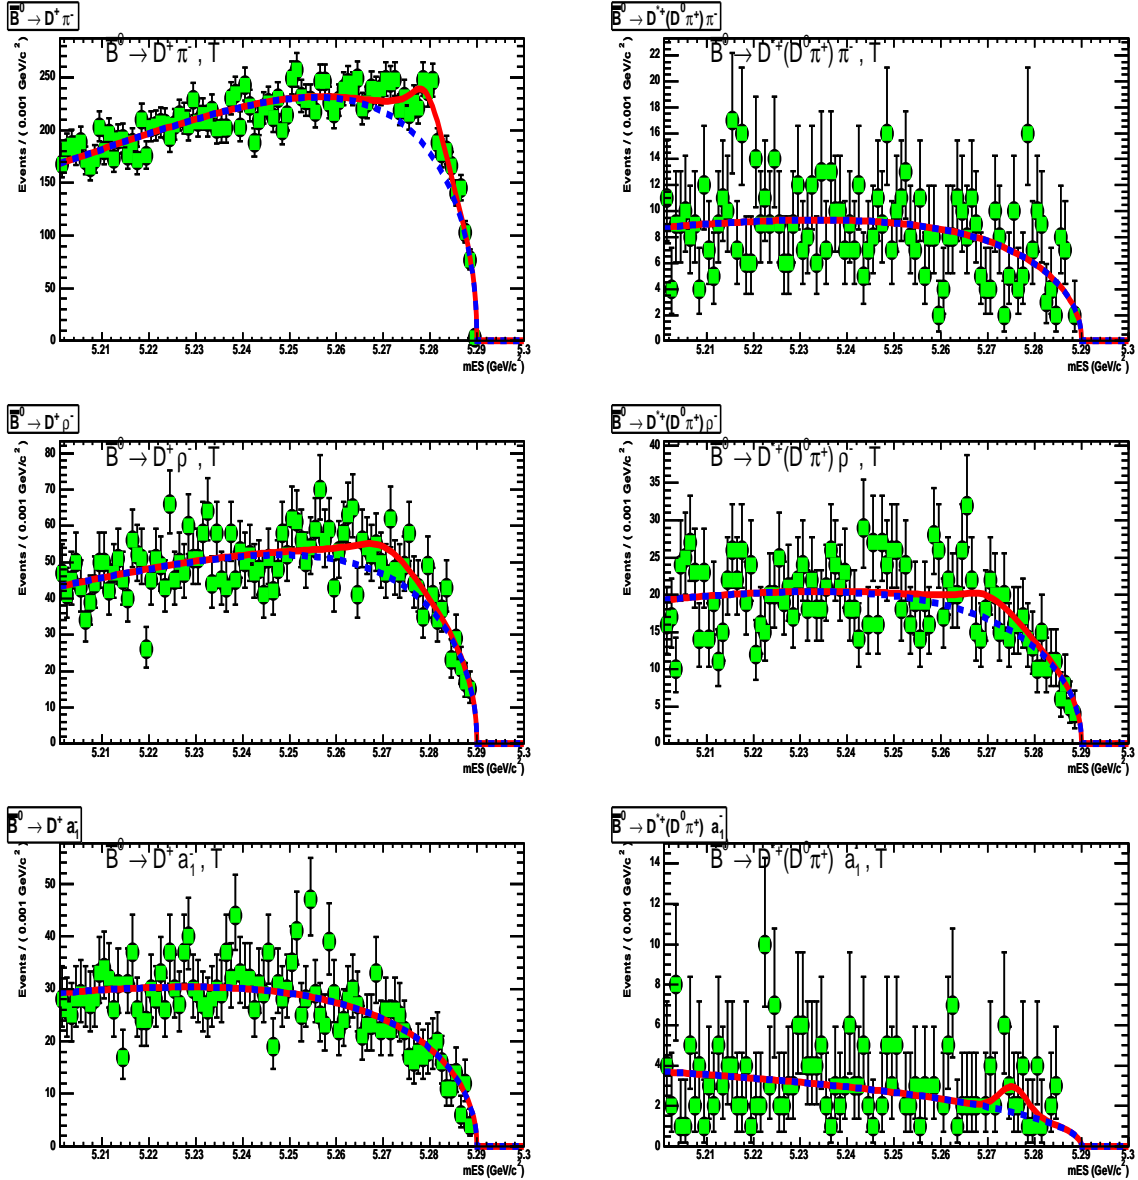 B̅⁰ → D⁺ π⁻
B̅⁰ → D⁺ π⁻, T
Events / ( 0.001 GeV/c² )
250
200
150
100
50
0
5.21 5.22 5.23 5.24 5.25 5.26 5.27 5.28 5.29 5.3
mES (GeV/c²)
B̅⁰ → D*⁺(D⁰π⁺) π⁻
B̅⁰ → D*⁺(D⁰π⁺) π⁻, T
Events / ( 0.001 GeV/c² )
22
20
18
16
14
12
10
8
6
4
2
0
5.21 5.22 5.23 5.24 5.25 5.26 5.27 5.28 5.29 5.3
mES (GeV/c²)
B̅⁰ → D⁺ ρ⁻
B̅⁰ → D⁺ ρ⁻, T
Events / ( 0.001 GeV/c² )
80
70
60
50
40
30
20
10
0
5.21 5.22 5.23 5.24 5.25 5.26 5.27 5.28 5.29 5.3
mES (GeV/c²)
B̅⁰ → D*⁺(D⁰π⁺) ρ⁻
B̅⁰ → D*⁺(D⁰π⁺) ρ⁻, T
Events / ( 0.001 GeV/c² )
40
35
30
25
20
15
10
5
0
5.21 5.22 5.23 5.24 5.25 5.26 5.27 5.28 5.29 5.3
mES (GeV/c²)
B̅⁰ → D⁺ a₁⁻
B̅⁰ → D⁺ a₁⁻, T
Events / ( 0.001 GeV/c² )
50
40
30
20
10
0
5.21 5.22 5.23 5.24 5.25 5.26 5.27 5.28 5.29 5.3
mES (GeV/c²)
B̅⁰ → D*⁺(D⁰π⁺) a₁⁻
B̅⁰ → D*⁺(D⁰π⁺) a₁⁻, T
Events / ( 0.001 GeV/c² )
14
12
10
8
6
4
2
0
5.21 5.22 5.23 5.24 5.25 5.26 5.27 5.28 5.29 5.3
mES (GeV/c²)